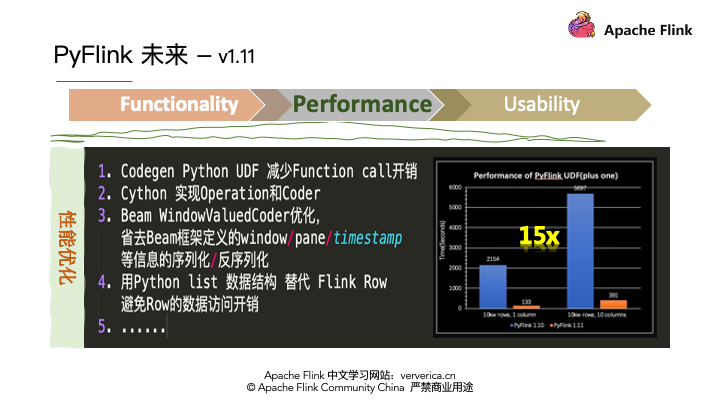 Apache Flink
PyFlink 未来 – v1.11
Functionality
Performance
Usability
性能优化
1. Codegen Python UDF 减少Function call开销
2. Cython 实现Operation和Coder
3. Beam WindowValuedCoder优化,
省去Beam框架定义的window/pane/timestamp
等信息的序列化/反序列化
4. 用Python list 数据结构 替代 Flink Row
避免Row的数据访问开销
5. ......
Performance of PyFlink UDF(plus one)
Time(Seconds)
6000
5000
4000
3000
2000
1000
0
2154
133
5697
391
15x
10kw rows, 1 column
10kw rows, 10 columns
PyFlink 1.10
PyFlink 1.11
Apache Flink 中文学习网站：ververica.cn
© Apache Flink Community China 严禁商业用途